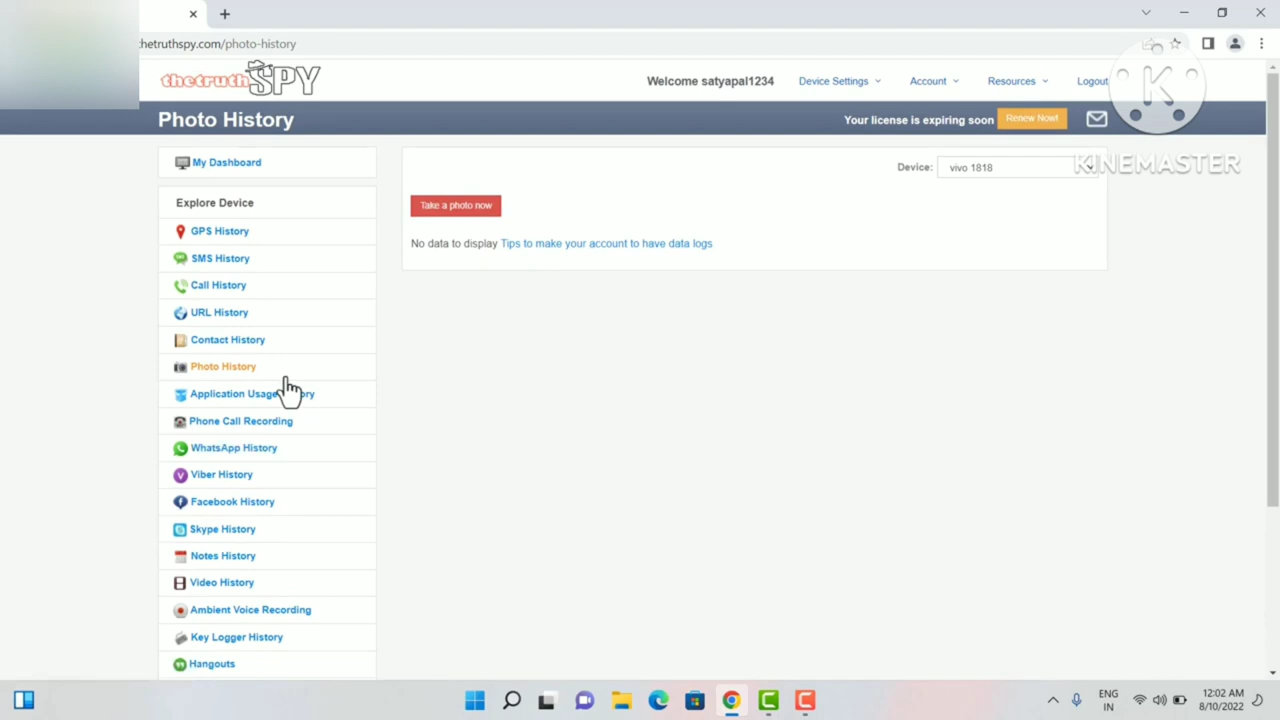 thetruthspy.com/photo-history
thetruthSPY
Welcome satyapal1234
Device Settings
Account
Resources
Logout
Photo History
Your license is expiring soon
Renew Now!
KINEMASTER
My Dashboard
Explore Device
GPS History
SMS History
Call History
URL History
Contact History
Photo History
Application Usage
Phone Call Recording
WhatsApp History
Viber History
Facebook History
Skype History
Notes History
Video History
Ambient Voice Recording
Key Logger History
Hangouts
Device: vivo 1818
Take a photo now
No data to display Tips to make your account to have data logs
ENG
IN
12:02 AM
8/10/2022